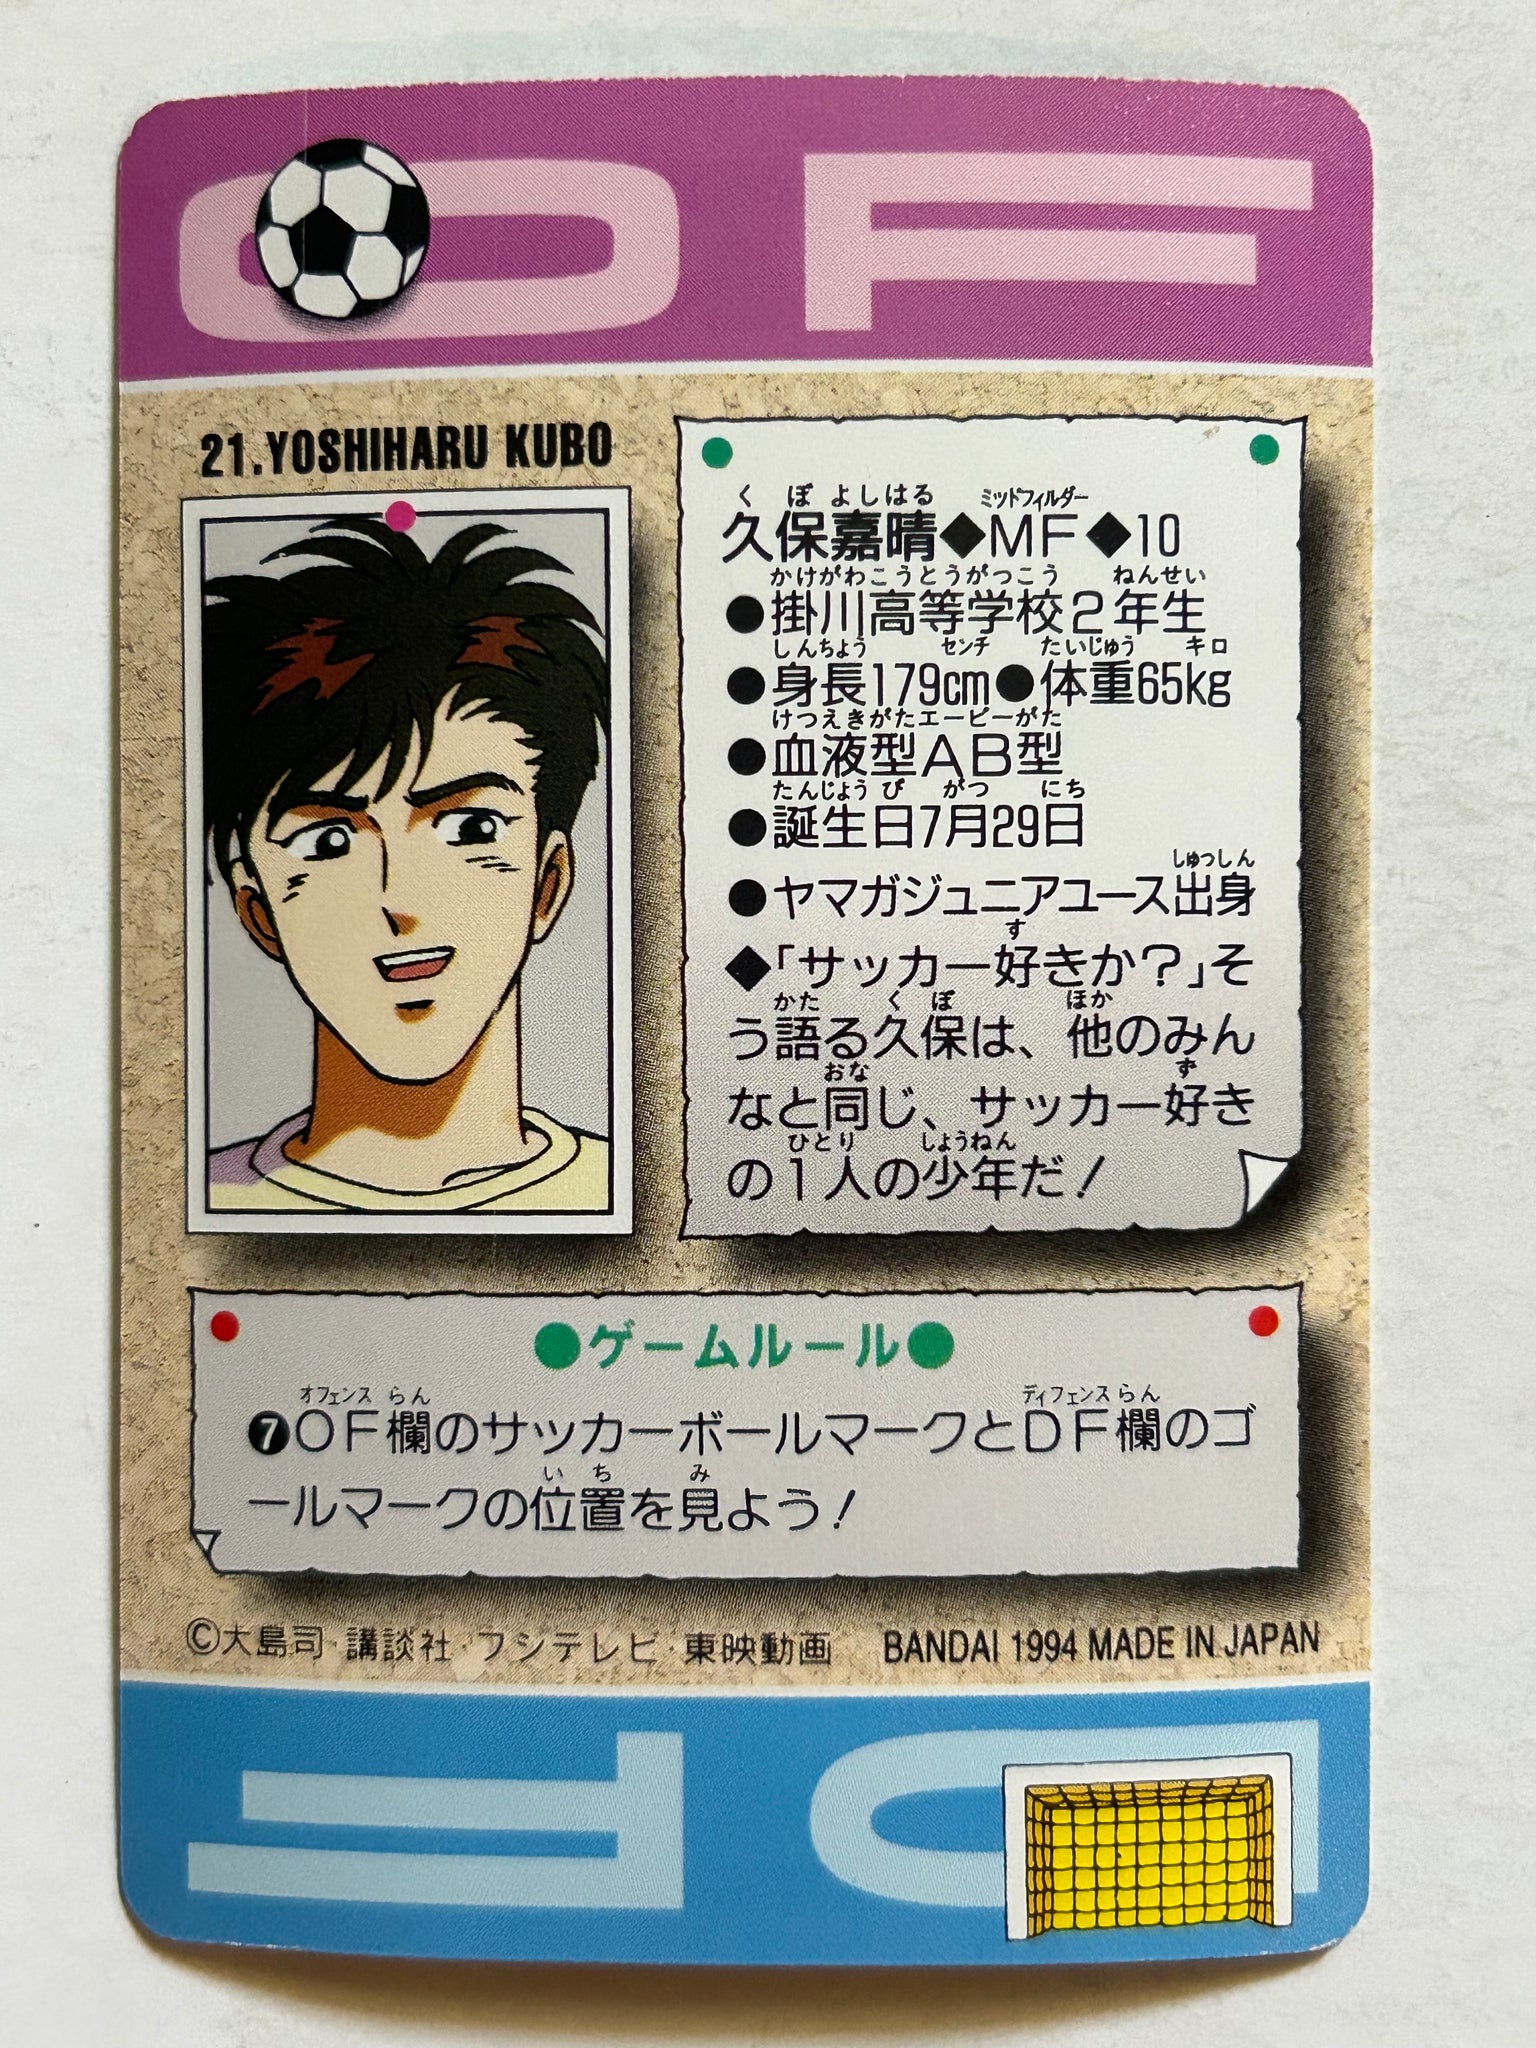 OF
21.YOSHIHARU KUBO
く ぼ よしはる ミッドフィルダー
久保嘉晴◆MF◆10
かけがわこうとうがっこう ねんせい
●掛川高等学校2年生
しんちょう センチ たいじゅう キロ
●身長179cm●体重65kg
けつえきがたエービーがた
●血液型AB型
たんじょう び がつ にち
●誕生日7月29日
しゅっしん
●ヤマガジュニアユース出身
す
◆「サッカー好きか?」そ
かた く ぼ ほか
う語る久保は、他のみん
おな ず
なと同じ、サッカー好き
ひとり しょうねん
の1人の少年だ!
●ゲームルール●
オフェンス らん ディフェンス らん
❼OF欄のサッカーボールマークとDF欄のゴ
い ち み
ールマークの位置を見よう!
©大島司・講談社・フジテレビ・東映動画 BANDAI 1994 MADE IN JAPAN
DF